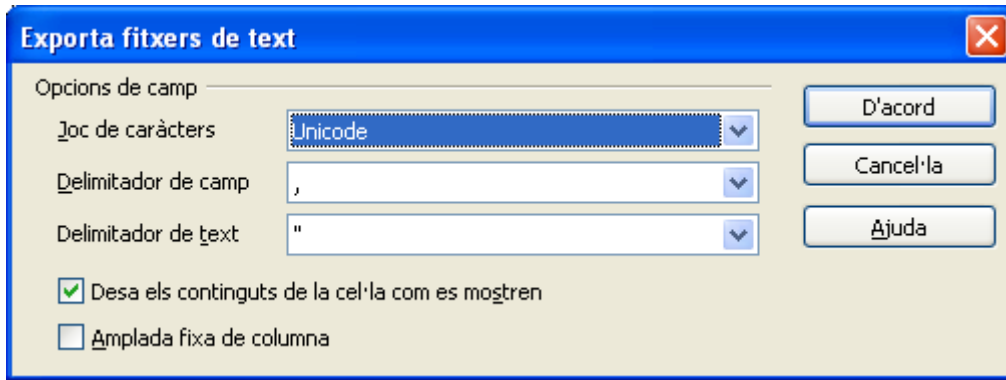 Exporta fitxers de text
Opcions de camp
Joc de caràcters
Unicode
D'acord
Delimitador de camp
,
Cancel·la
Delimitador de text
"
Ajuda
Desa els continguts de la cel·la com es mostren
Amplada fixa de columna